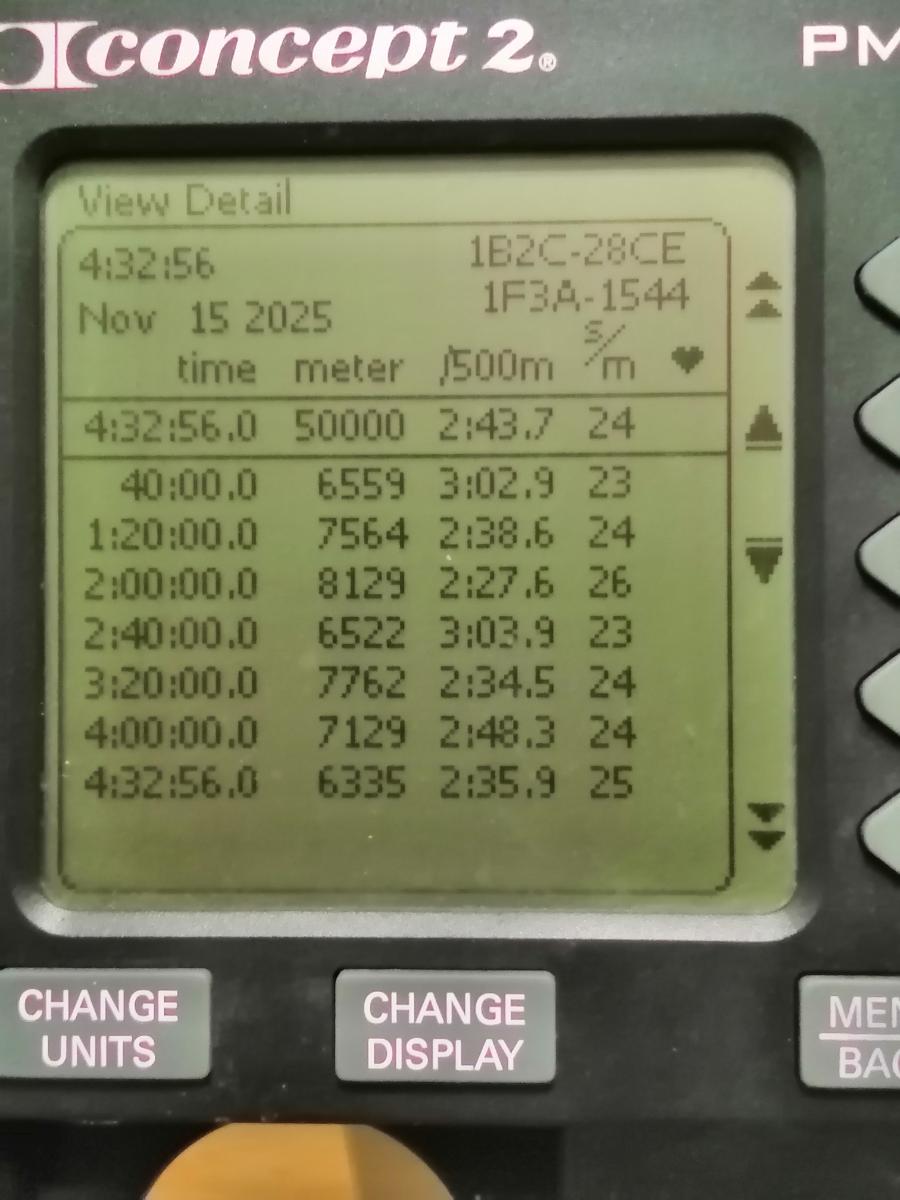 concept 2®
PM
View Detail
4:32:56 1B2C-28CE
Nov 15 2025 1F3A-1544
time meter /500m s/m ♥
4:32:56.0 50000 2:43.7 24
40:00.0 6559 3:02.9 23
1:20:00.0 7564 2:38.6 24
2:00:00.0 8129 2:27.6 26
2:40:00.0 6522 3:03.9 23
3:20:00.0 7762 2:34.5 24
4:00:00.0 7129 2:48.3 24
4:32:56.0 6335 2:35.9 25
CHANGE
UNITS
CHANGE
DISPLAY
MEN
BAC